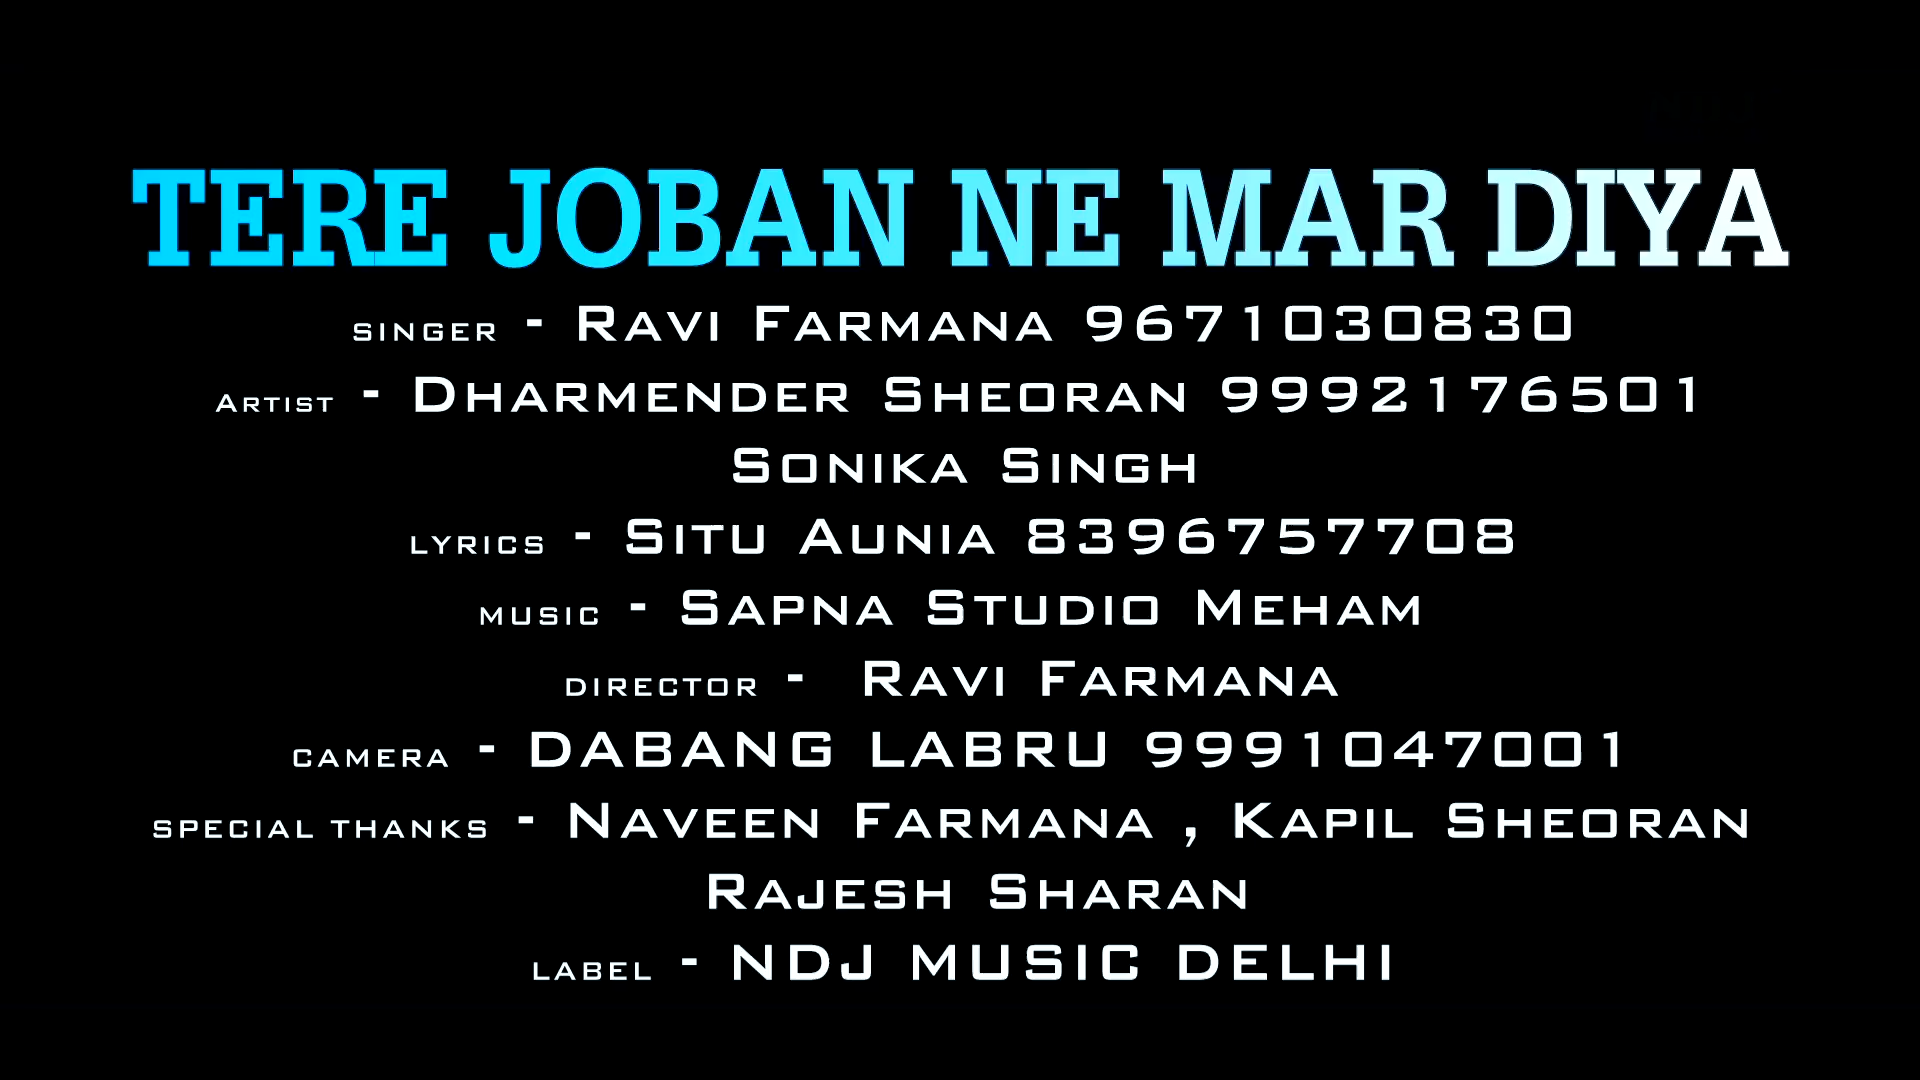 TERE JOBAN NE MAR DIYA
SINGER - RAVI FARMANA 9671030830
ARTIST - DHARMENDER SHEORAN 9992176501
SONIKA SINGH
LYRICS - SITU AUNIA 8396757708
MUSIC - SAPNA STUDIO MEHAM
DIRECTOR - RAVI FARMANA
CAMERA - DABANG LABRU 9991047001
SPECIAL THANKS - NAVEEN FARMANA , KAPIL SHEORAN
RAJESH SHARAN
LABEL - NDJ MUSIC DELHI